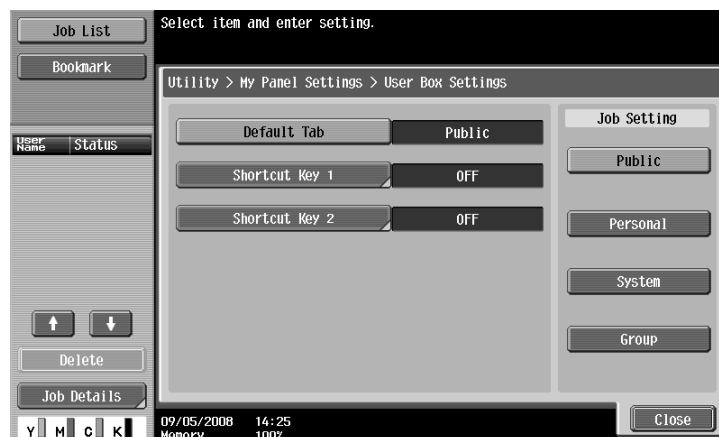 Job List
Bookmark
Select item and enter setting.
Utility > My Panel Settings > User Box Settings
User Name Status
Default Tab Public
Shortcut Key 1 OFF
Shortcut Key 2 OFF
Job Setting
Public
Personal
System
Group
Delete
Job Details
Y M C K
09/05/2008 14:25
Memory 100%
Close